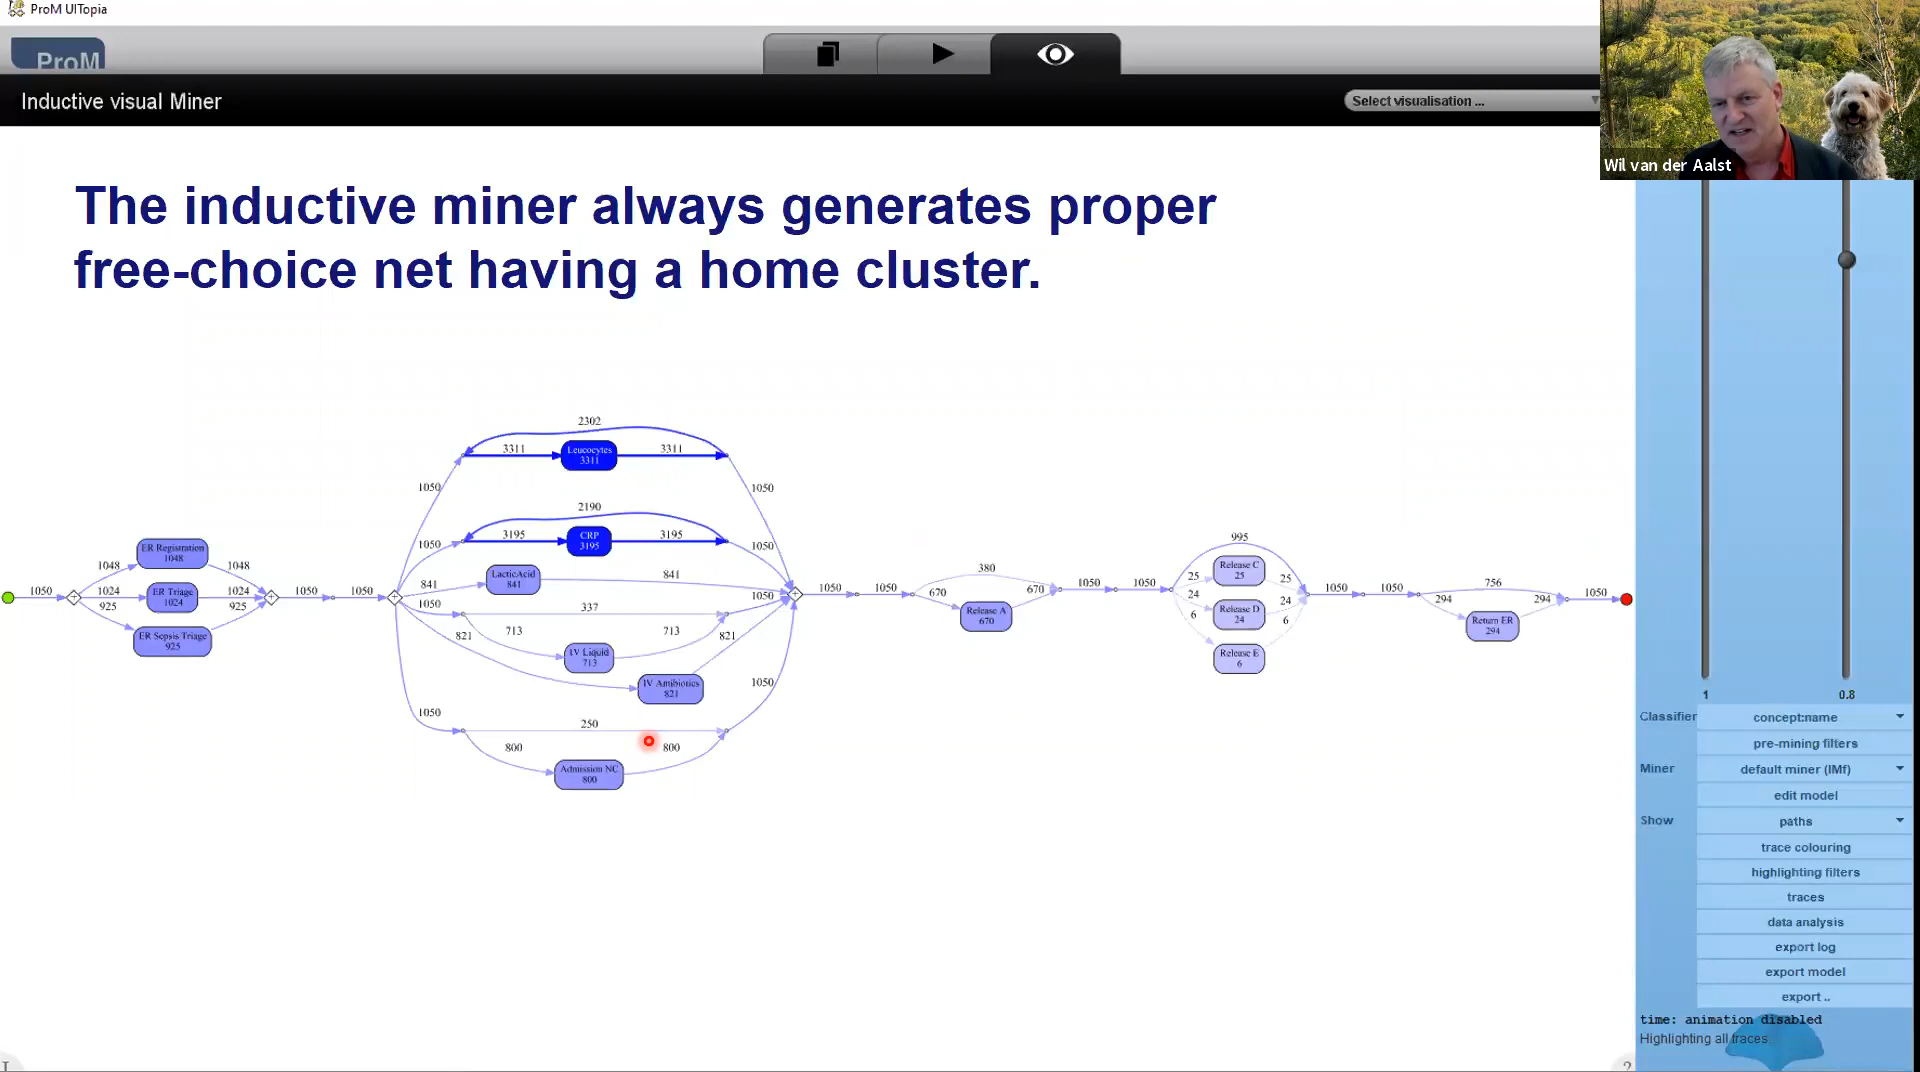 ProM UITopia
ProM
Inductive visual Miner
Select visualisation ...
Wil van der Aalst
The inductive miner always generates proper
free-choice net having a home cluster.
2302
3311
Leucocytes
3311
3311
1050
1050
2190
3195
CRP
3195
3195
1050
1050
ER Registration
1048
1048
1048
1050
1024
ER Triage
1024
1024
925
925
ER Sepsis Triage
925
1050
1050
841
LacticAcid
841
841
1050
337
1050
821
713
713
821
IV Liquid
713
IV Antibiotics
821
1050
1050
250
800
800
Admission NC
800
1050
1050
380
670
670
Release A
670
1050
1050
995
25
Release C
25
25
24
Release D
24
24
6
6
Release E
6
1050
1050
756
294
294
Return ER
294
1050
1
0.8
Classifier
concept:name
pre-mining filters
Miner
default miner (IMf)
edit model
Show
paths
trace colouring
highlighting filters
traces
data analysis
export log
export model
export ..
time: animation disabled
Highlighting all traces